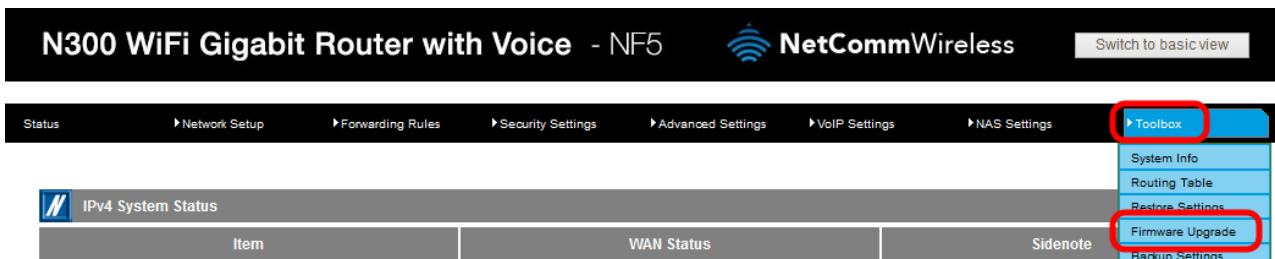 N300 WiFi Gigabit Router with Voice - NF5
NetCommWireless
Switch to basic view
Status
Network Setup
Forwarding Rules
Security Settings
Advanced Settings
VoIP Settings
NAS Settings
Toolbox
System Info
Routing Table
Restore Settings
Firmware Upgrade
Backup Settings
IPv4 System Status
Item
WAN Status
Sidenote